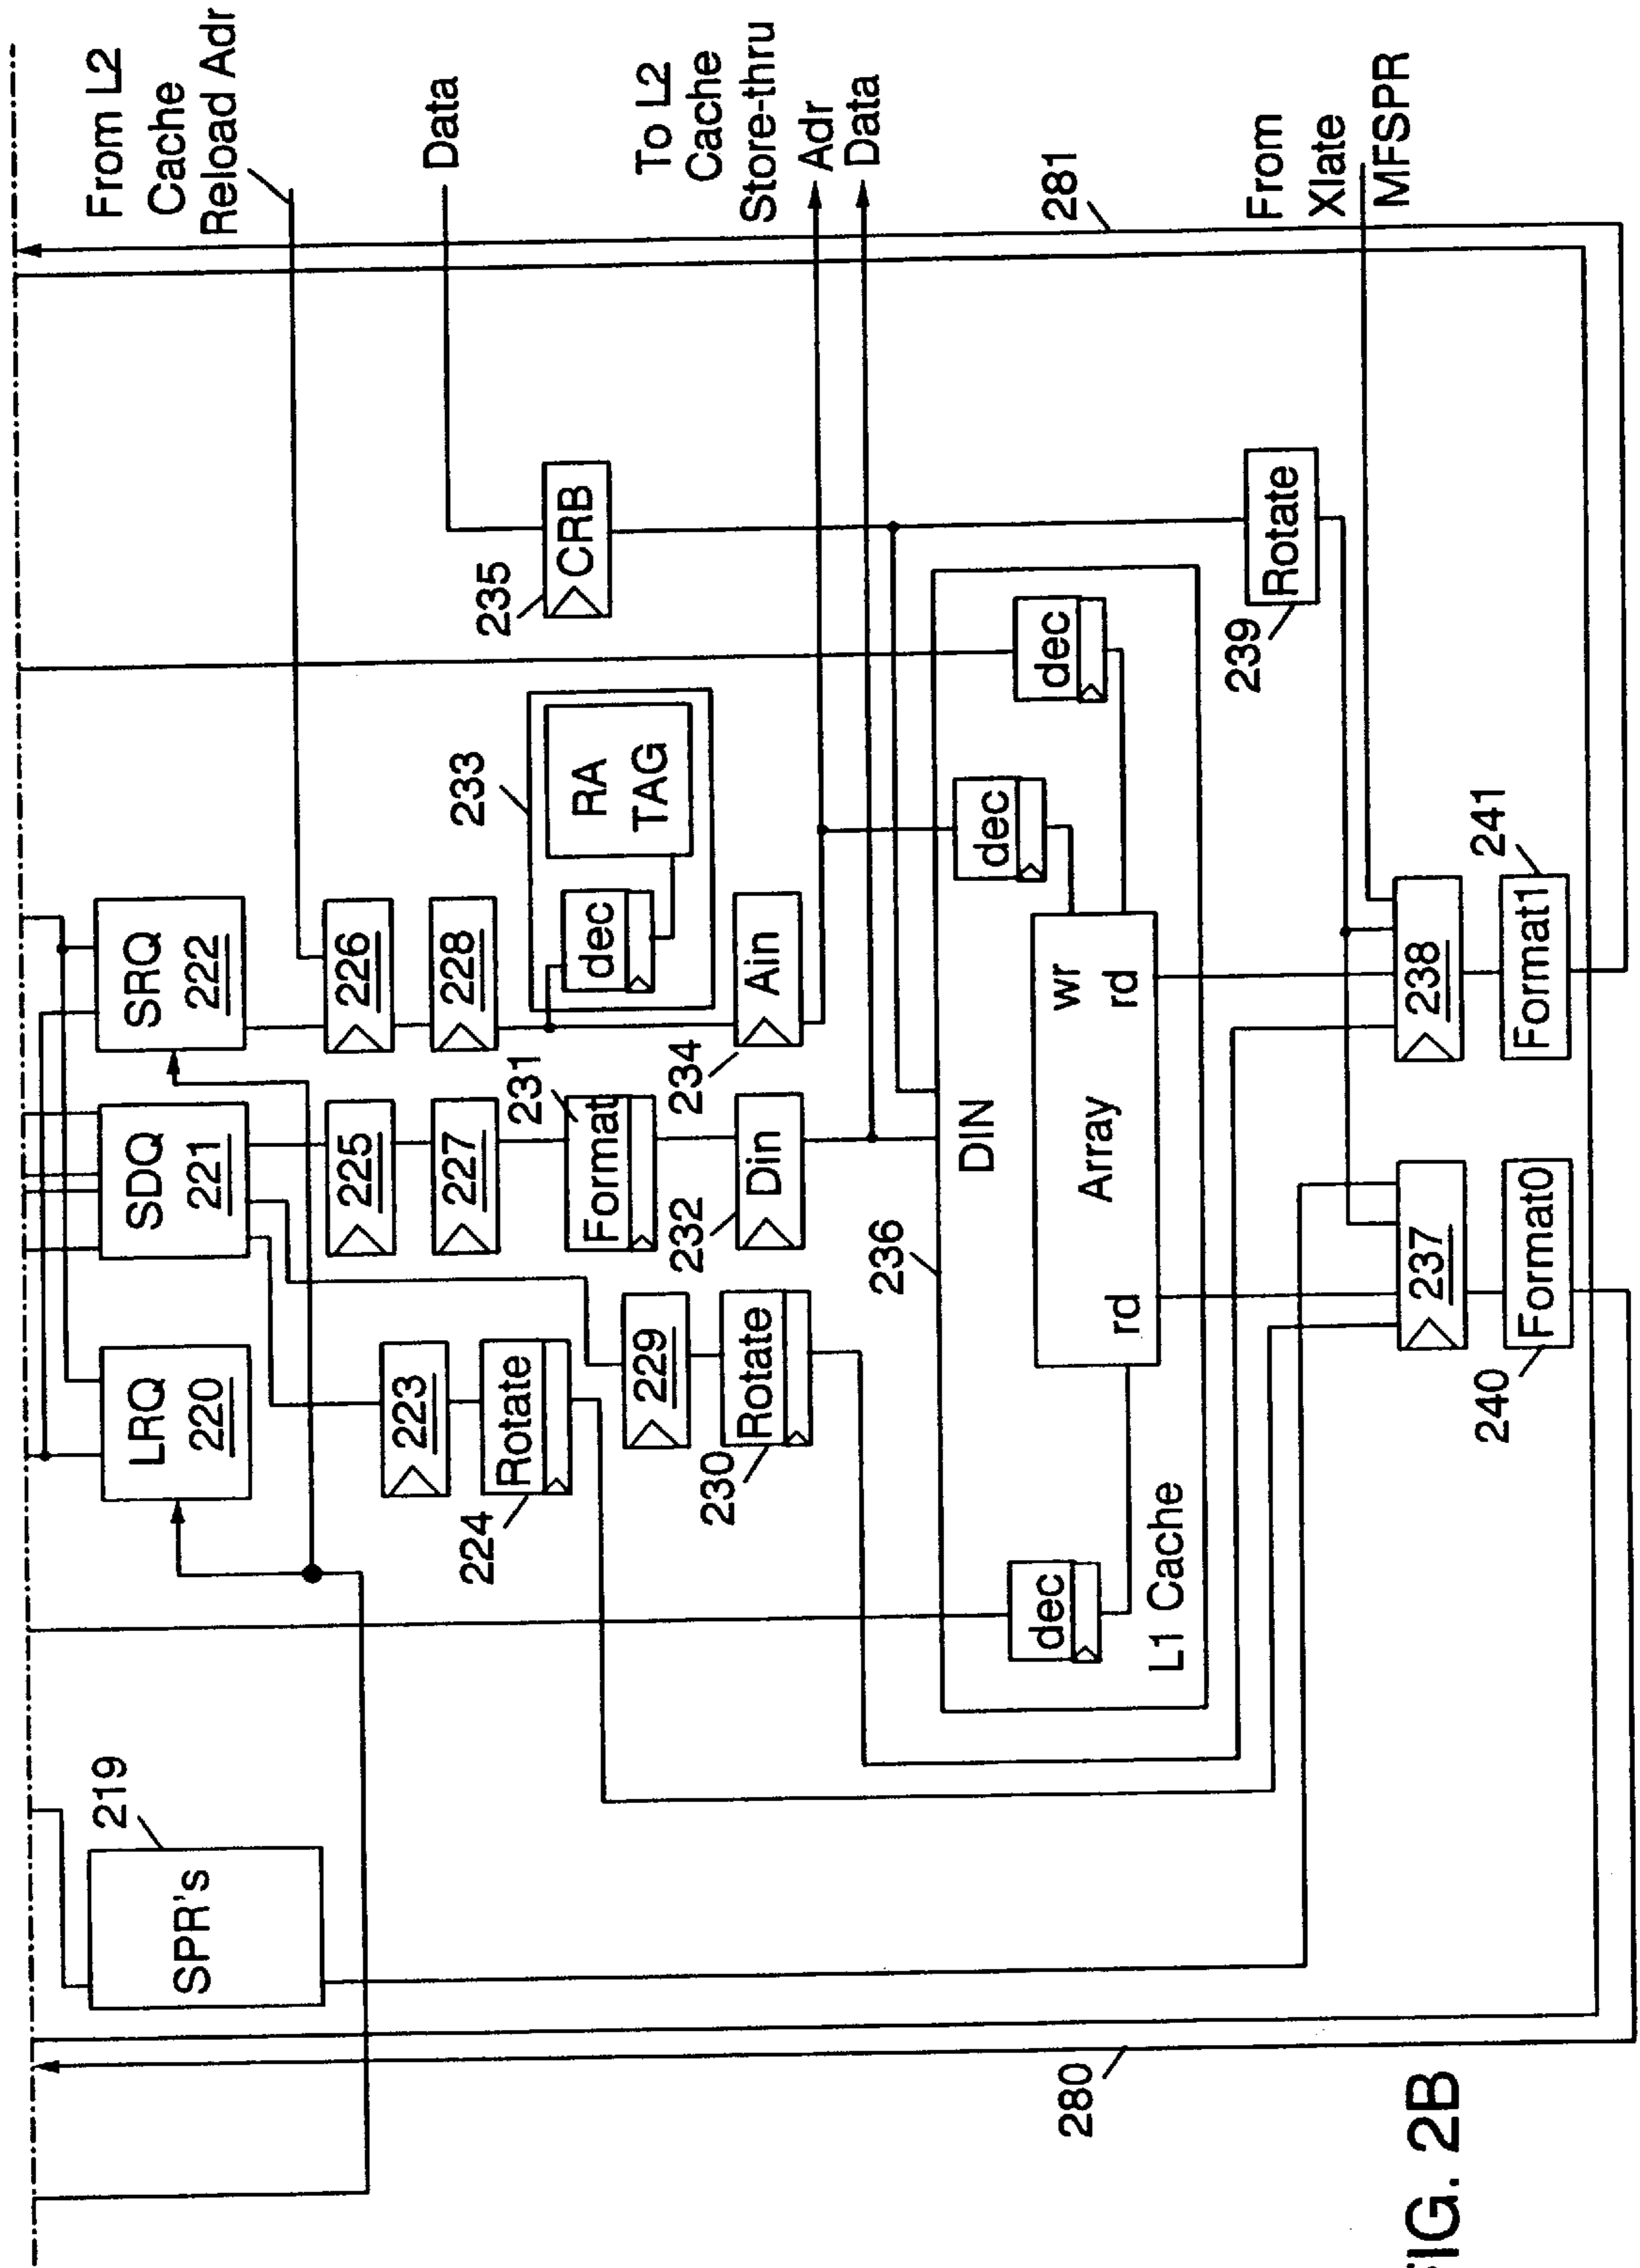 From L2
Cache
Reload Adr
Data
To L2
Cache
Store-thru
Adr
Data
281
From
Xlate
MFSPR
SRQ
222
SDQ
221
LRQ
220
219
SPR's
226
228
225
227
223
Rotate
224
229
Rotate
230
231
Format
232
Din
233
RA
TAG
dec
234
Ain
235
CRB
236
DIN
dec
dec
dec
wr
rd
Array
rd
L1 Cache
239
Rotate
238
237
241
Format1
240
Format0
280
FIG. 2B